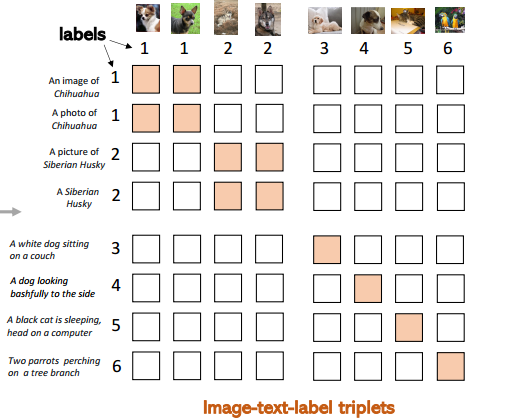 labels
1 1 2 2 3 4 5 6
An image of 1
Chihuahua
A photo of 1
Chihuahua
A picture of 2
Siberian Husky
A Siberian 2
Husky
A white dog sitting 3
on a couch
A dog looking 4
bashfully to the side
A black cat is sleeping, 5
head on a computer
Two parrots perching 6
on a tree branch
Image-text-label triplets